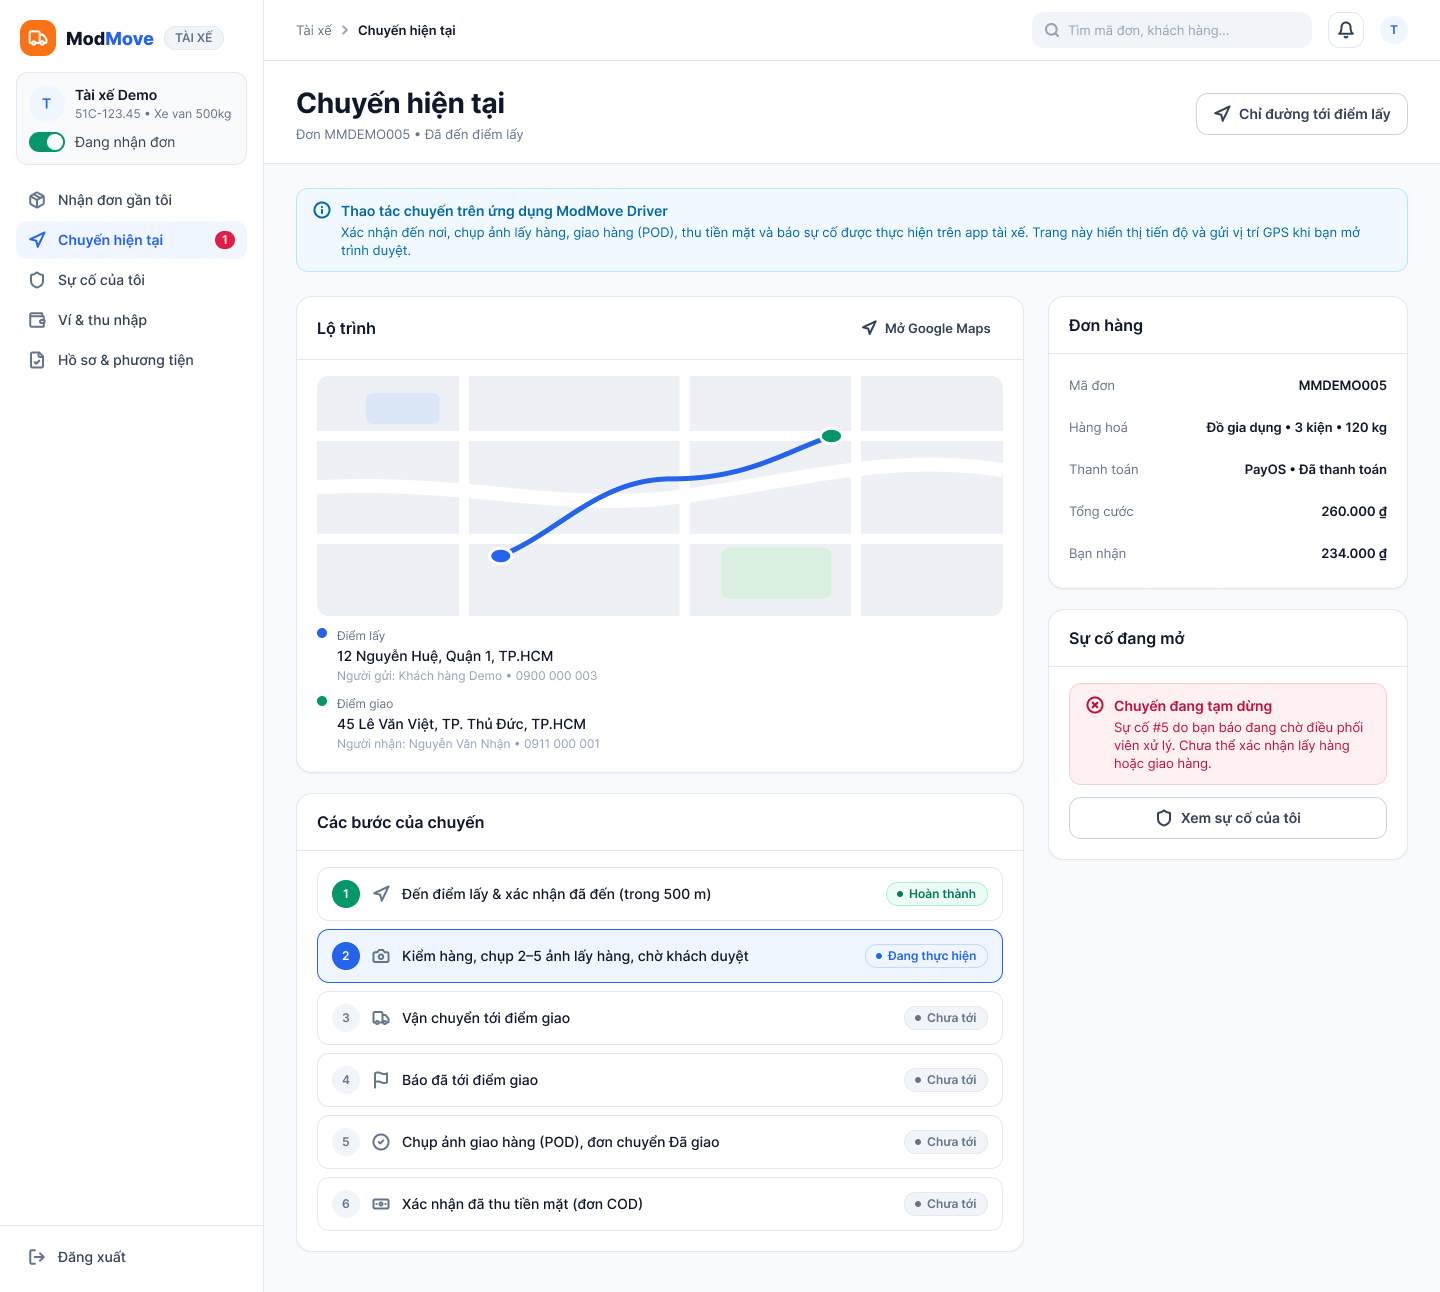 ModMove
TÀI XẾ
T
Tài xế Demo
51C-123.45 • Xe van 500kg
Đang nhận đơn
Nhận đơn gần tôi
Chuyến hiện tại
1
Sự cố của tôi
Ví & thu nhập
Hồ sơ & phương tiện
Đăng xuất
Tài xế
Chuyến hiện tại
Tìm mã đơn, khách hàng...
T
Chuyến hiện tại
Đơn MMDEMO005 • Đã đến điểm lấy
Chỉ đường tới điểm lấy
Thao tác chuyến trên ứng dụng ModMove Driver
Xác nhận đến nơi, chụp ảnh lấy hàng, giao hàng (POD), thu tiền mặt và báo sự cố được thực hiện trên app tài xế. Trang này hiển thị tiến độ và gửi vị trí GPS khi bạn mở
trình duyệt.
Lộ trình
Mở Google Maps
Điểm lấy
12 Nguyễn Huệ, Quận 1, TP.HCM
Người gửi: Khách hàng Demo • 0900 000 003
Điểm giao
45 Lê Văn Việt, TP. Thủ Đức, TP.HCM
Người nhận: Nguyễn Văn Nhận • 0911 000 001
Các bước của chuyến
1 Đến điểm lấy & xác nhận đã đến (trong 500 m) Hoàn thành
2 Kiểm hàng, chụp 2–5 ảnh lấy hàng, chờ khách duyệt Đang thực hiện
3 Vận chuyển tới điểm giao Chưa tới
4 Báo đã tới điểm giao Chưa tới
5 Chụp ảnh giao hàng (POD), đơn chuyển Đã giao Chưa tới
6 Xác nhận đã thu tiền mặt (đơn COD) Chưa tới
Đơn hàng
Mã đơn MMDEMO005
Hàng hoá Đồ gia dụng • 3 kiện • 120 kg
Thanh toán PayOS • Đã thanh toán
Tổng cước 260.000 ₫
Bạn nhận 234.000 ₫
Sự cố đang mở
Chuyến đang tạm dừng
Sự cố #5 do bạn báo đang chờ điều phối
viên xử lý. Chưa thể xác nhận lấy hàng
hoặc giao hàng.
Xem sự cố của tôi